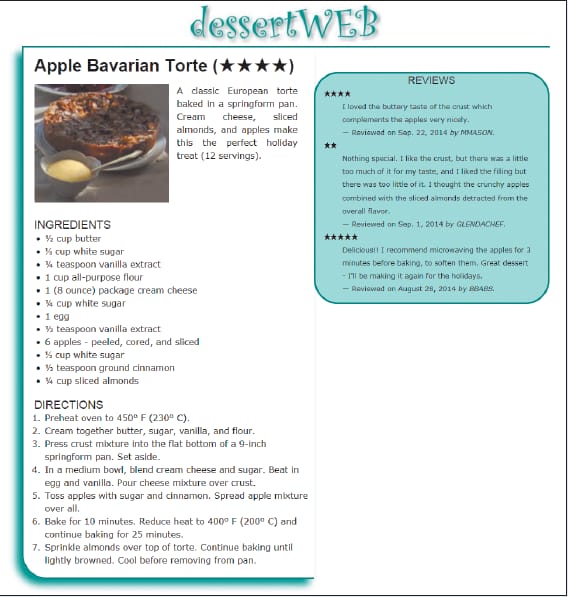 dessertWEB
Apple Bavarian Torte (★★★★)
A classic European torte
baked in a springform pan.
Cream cheese, sliced
almonds, and apples make
this the perfect holiday
treat (12 servings).
INGREDIENTS
• ½ cup butter
• ⅓ cup white sugar
• ¼ teaspoon vanilla extract
• 1 cup all-purpose flour
• 1 (8 ounce) package cream cheese
• ¼ cup white sugar
• 1 egg
• ½ teaspoon vanilla extract
• 6 apples - peeled, cored, and sliced
• ⅓ cup white sugar
• ½ teaspoon ground cinnamon
• ¼ cup sliced almonds
DIRECTIONS
1. Preheat oven to 450° F (230° C).
2. Cream together butter, sugar, vanilla, and flour.
3. Press crust mixture into the flat bottom of a 9-inch
springform pan. Set aside.
4. In a medium bowl, blend cream cheese and sugar. Beat in
egg and vanilla. Pour cheese mixture over crust.
5. Toss apples with sugar and cinnamon. Spread apple mixture
over all.
6. Bake for 10 minutes. Reduce heat to 400° F (200° C) and
continue baking for 25 minutes.
7. Sprinkle almonds over top of torte. Continue baking until
lightly browned. Cool before removing from pan.
REVIEWS
★★★★
I loved the buttery taste of the crust which
complements the apples very nicely.
— Reviewed on Sep. 22, 2014 by MMASON.
★★
Nothing special. I like the crust, but there was a little
too much of it for my taste, and I liked the filling but
there was too little of it. I thought the crunchy apples
combined with the sliced almonds detracted from the
overall flavor.
— Reviewed on Sep. 1, 2014 by GLENDACHEF.
★★★★★
Delicious!! I recommend microwaving the apples for 3
minutes before baking, to soften them. Great dessert
- I'll be making it again for the holidays.
— Reviewed on August 28, 2014 by BBABS.